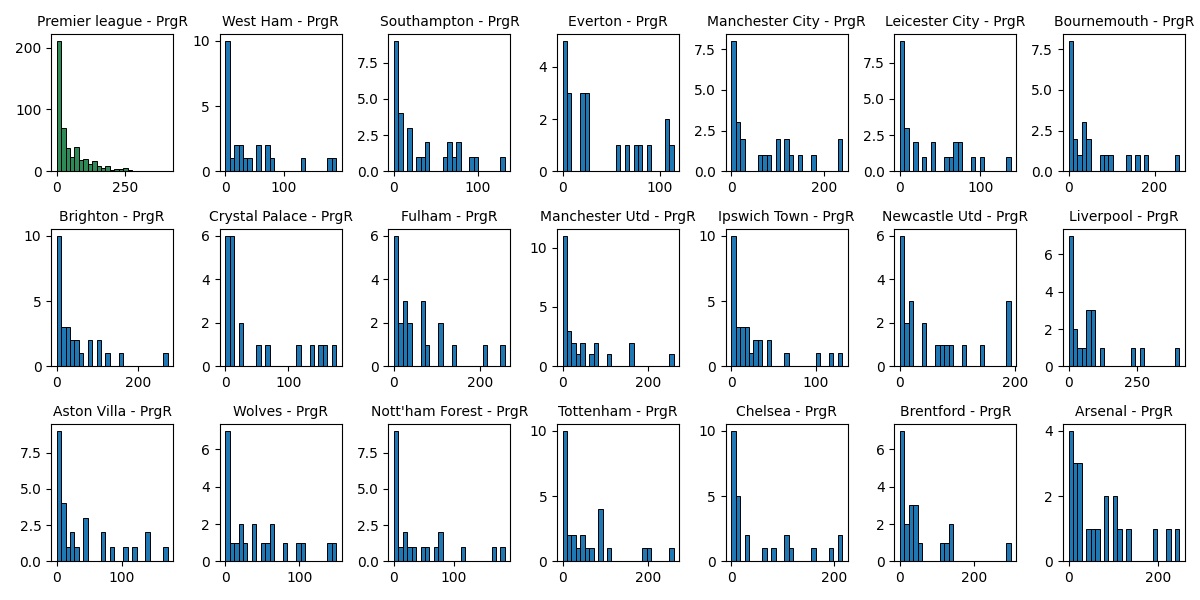 Premier league - PrgR West Ham - PrgR Southampton - PrgR Everton - PrgR Manchester City - PrgR Leicester City - PrgR Bournemouth - PrgR
200 100 0 0 250
10 5 0 0 100
7.5 5.0 2.5 0.0 0 100
4 2 0 0 100
7.5 5.0 2.5 0.0 0 200
7.5 5.0 2.5 0.0 0 100
7.5 5.0 2.5 0.0 0 200
Brighton - PrgR Crystal Palace - PrgR Fulham - PrgR Manchester Utd - PrgR Ipswich Town - PrgR Newcastle Utd - PrgR Liverpool - PrgR
10 5 0 0 200
6 4 2 0 0 100
6 4 2 0 0 200
10 5 0 0 200
10 5 0 0 100
6 4 2 0 0 200
6 4 2 0 0 250
Aston Villa - PrgR Wolves - PrgR Nott'ham Forest - PrgR Tottenham - PrgR Chelsea - PrgR Brentford - PrgR Arsenal - PrgR
7.5 5.0 2.5 0.0 0 100
6 4 2 0 0 100
7.5 5.0 2.5 0.0 0 100
10 5 0 0 200
10 5 0 0 200
6 4 2 0 0 200
4 2 0 0 200